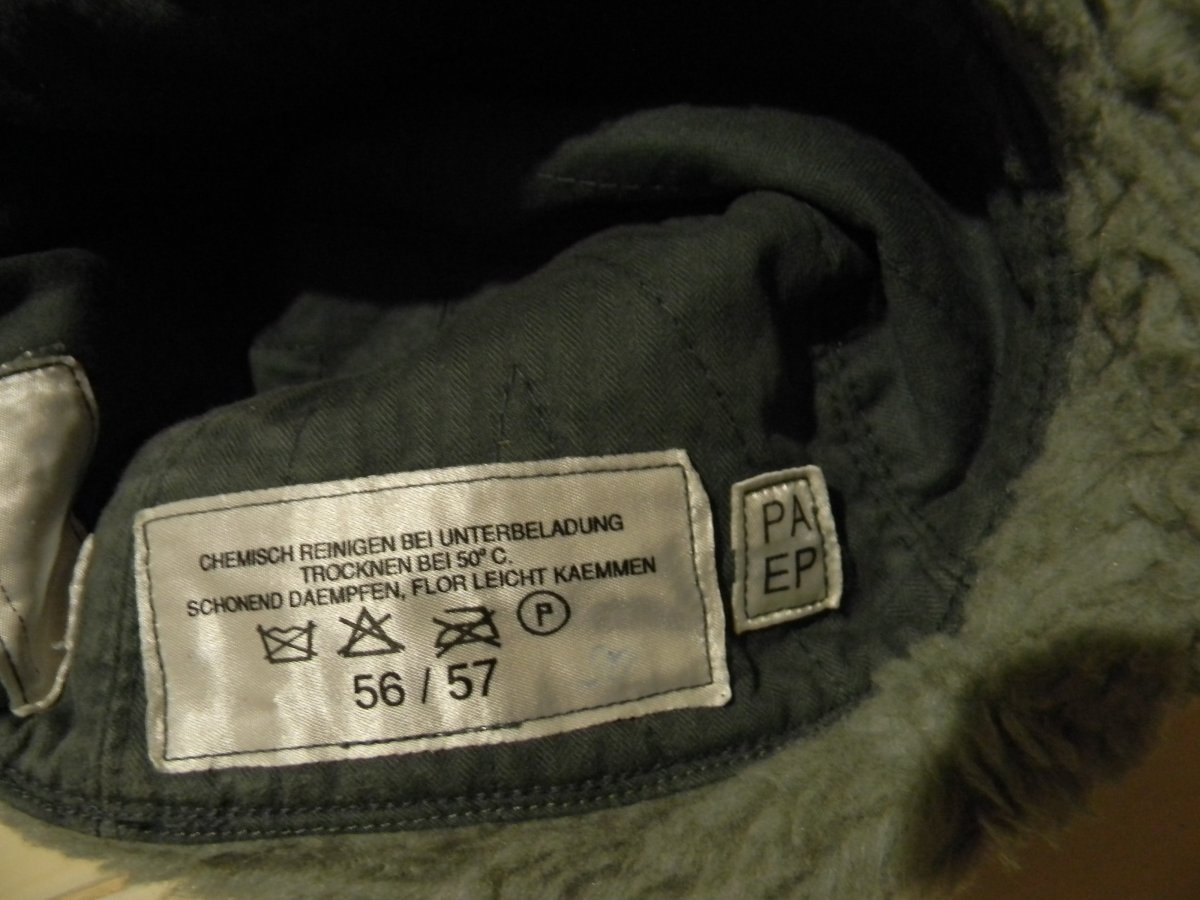 CHEMISCH REINIGEN BEI UNTERBELADUNG
TROCKNEN BEI 50° C.
SCHONEND DAEMPFEN, FLOR LEICHT KAEMMEN
P
56 / 57
PA
EP